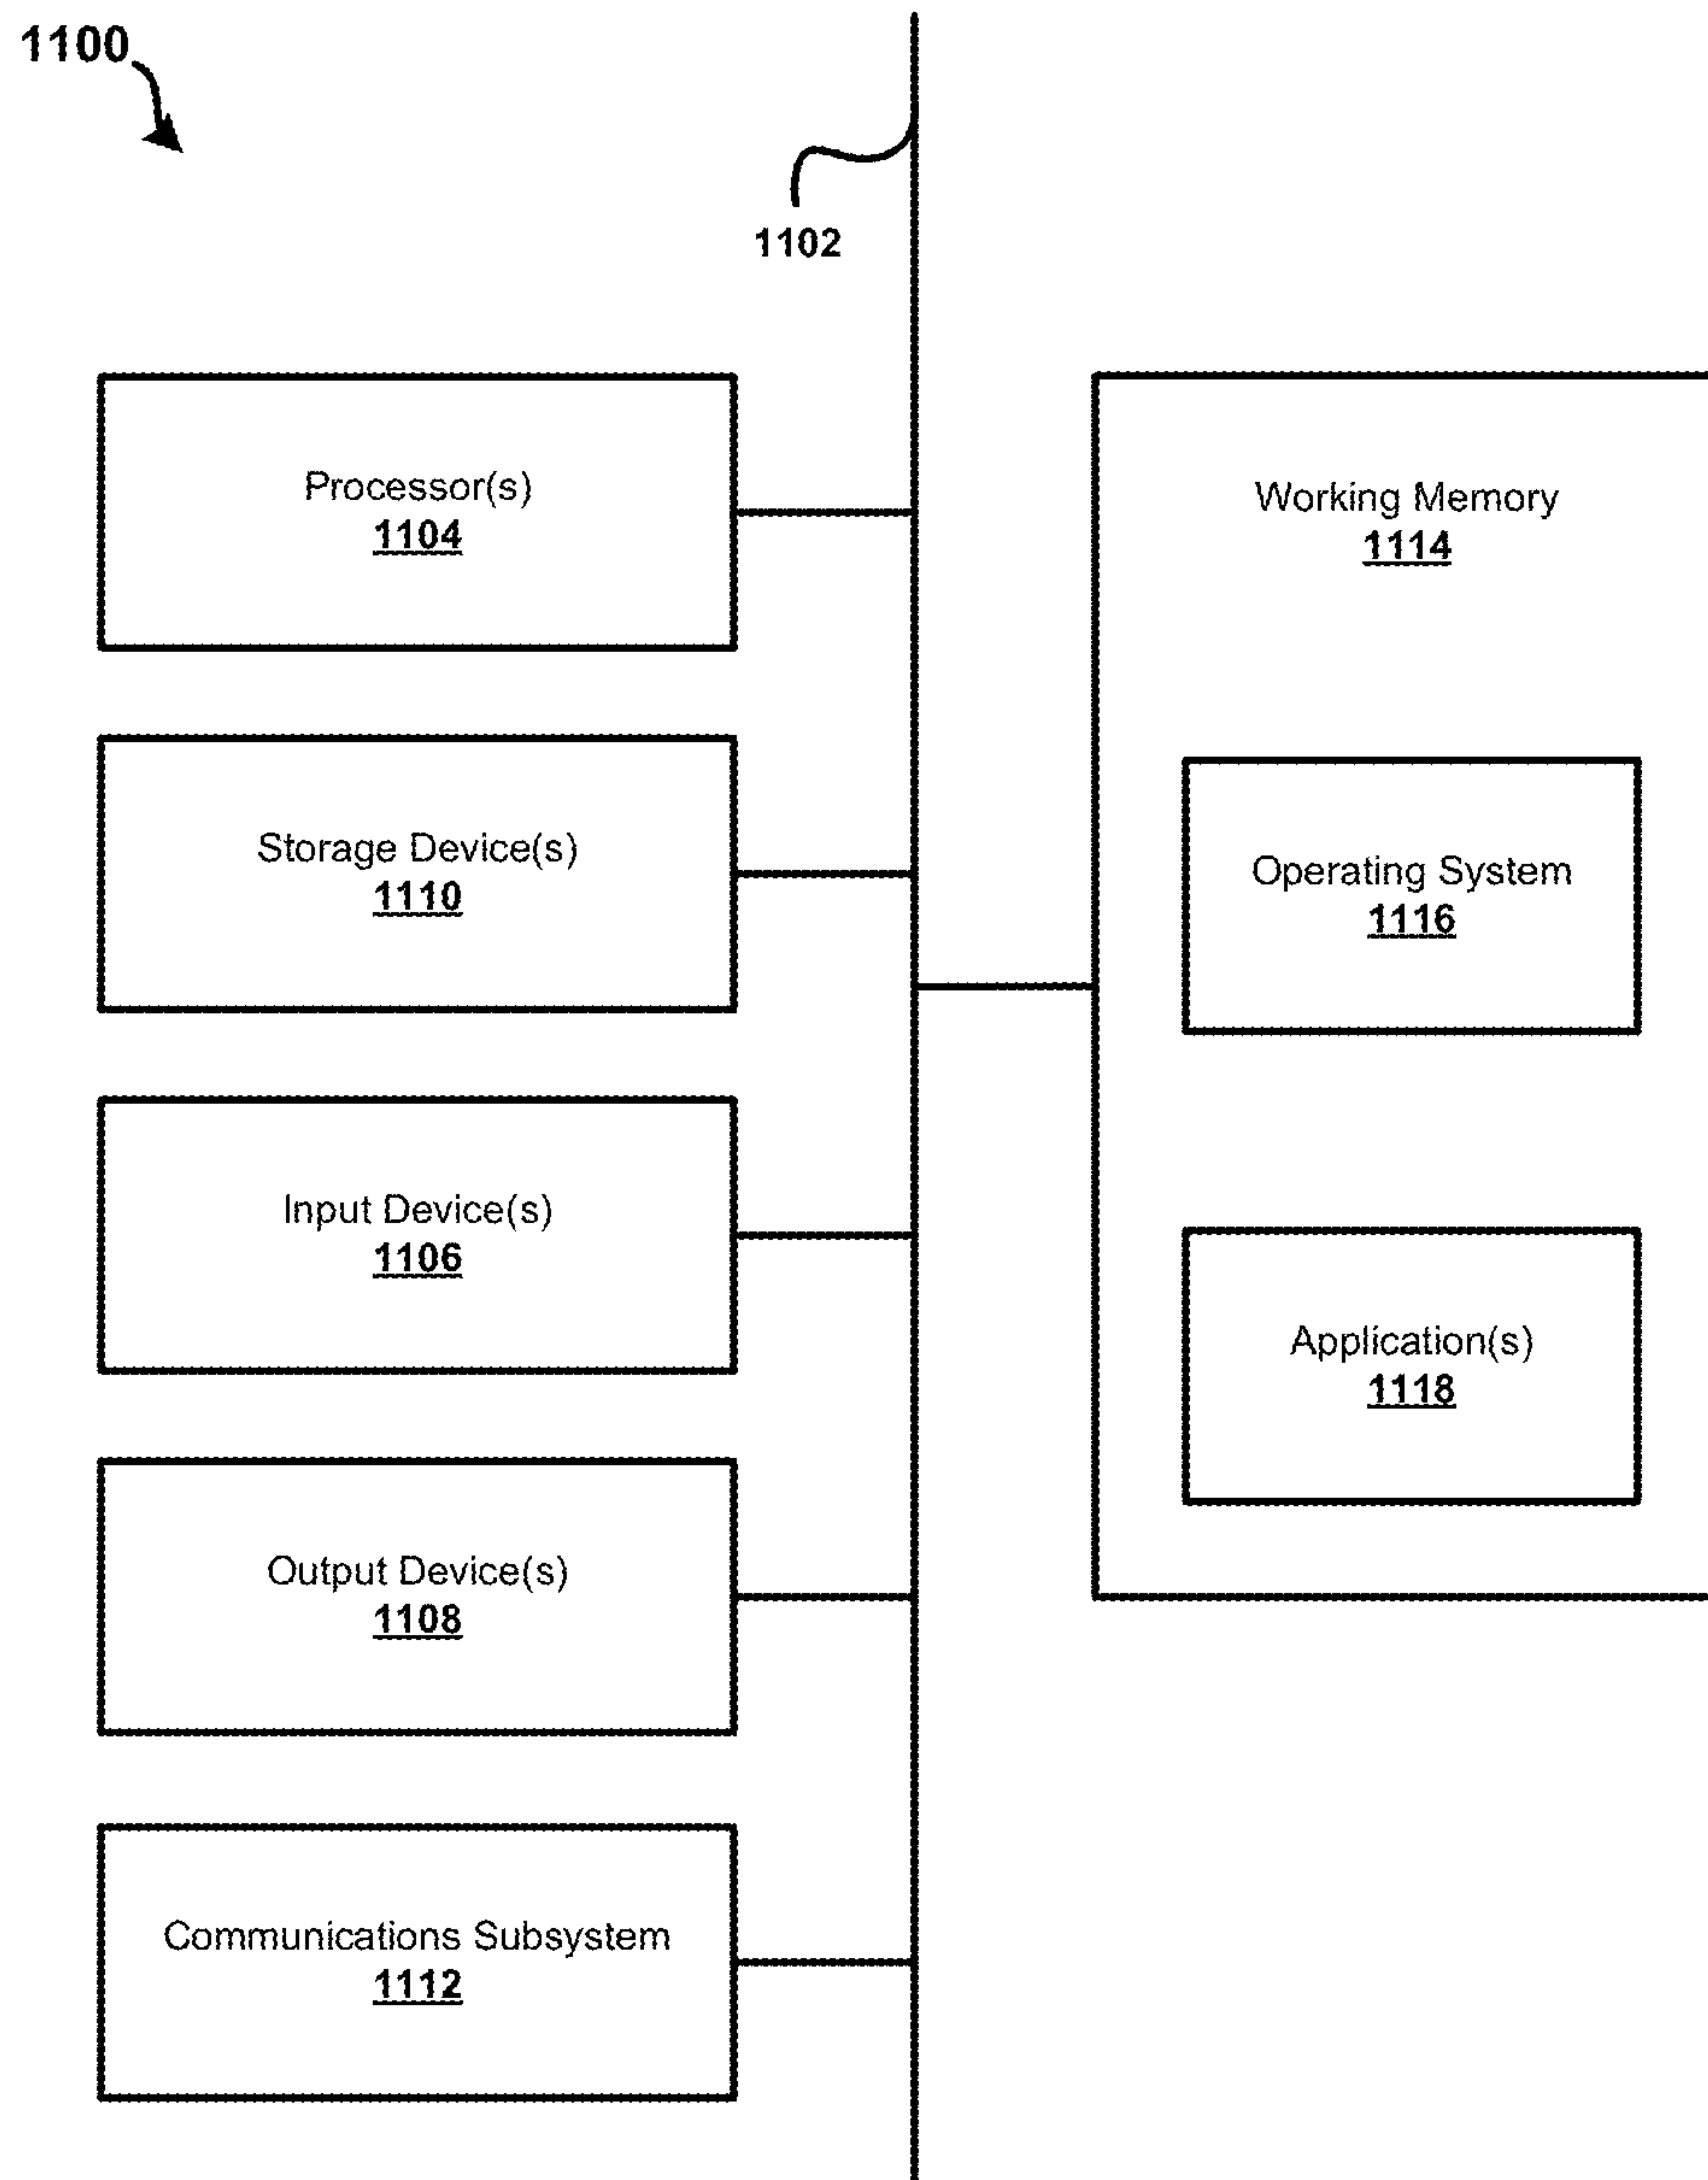 1100
1102
Processor(s)
1104
Storage Device(s)
1110
Input Device(s)
1106
Output Device(s)
1108
Communications Subsystem
1112
Working Memory
1114
Operating System
1116
Application(s)
1118